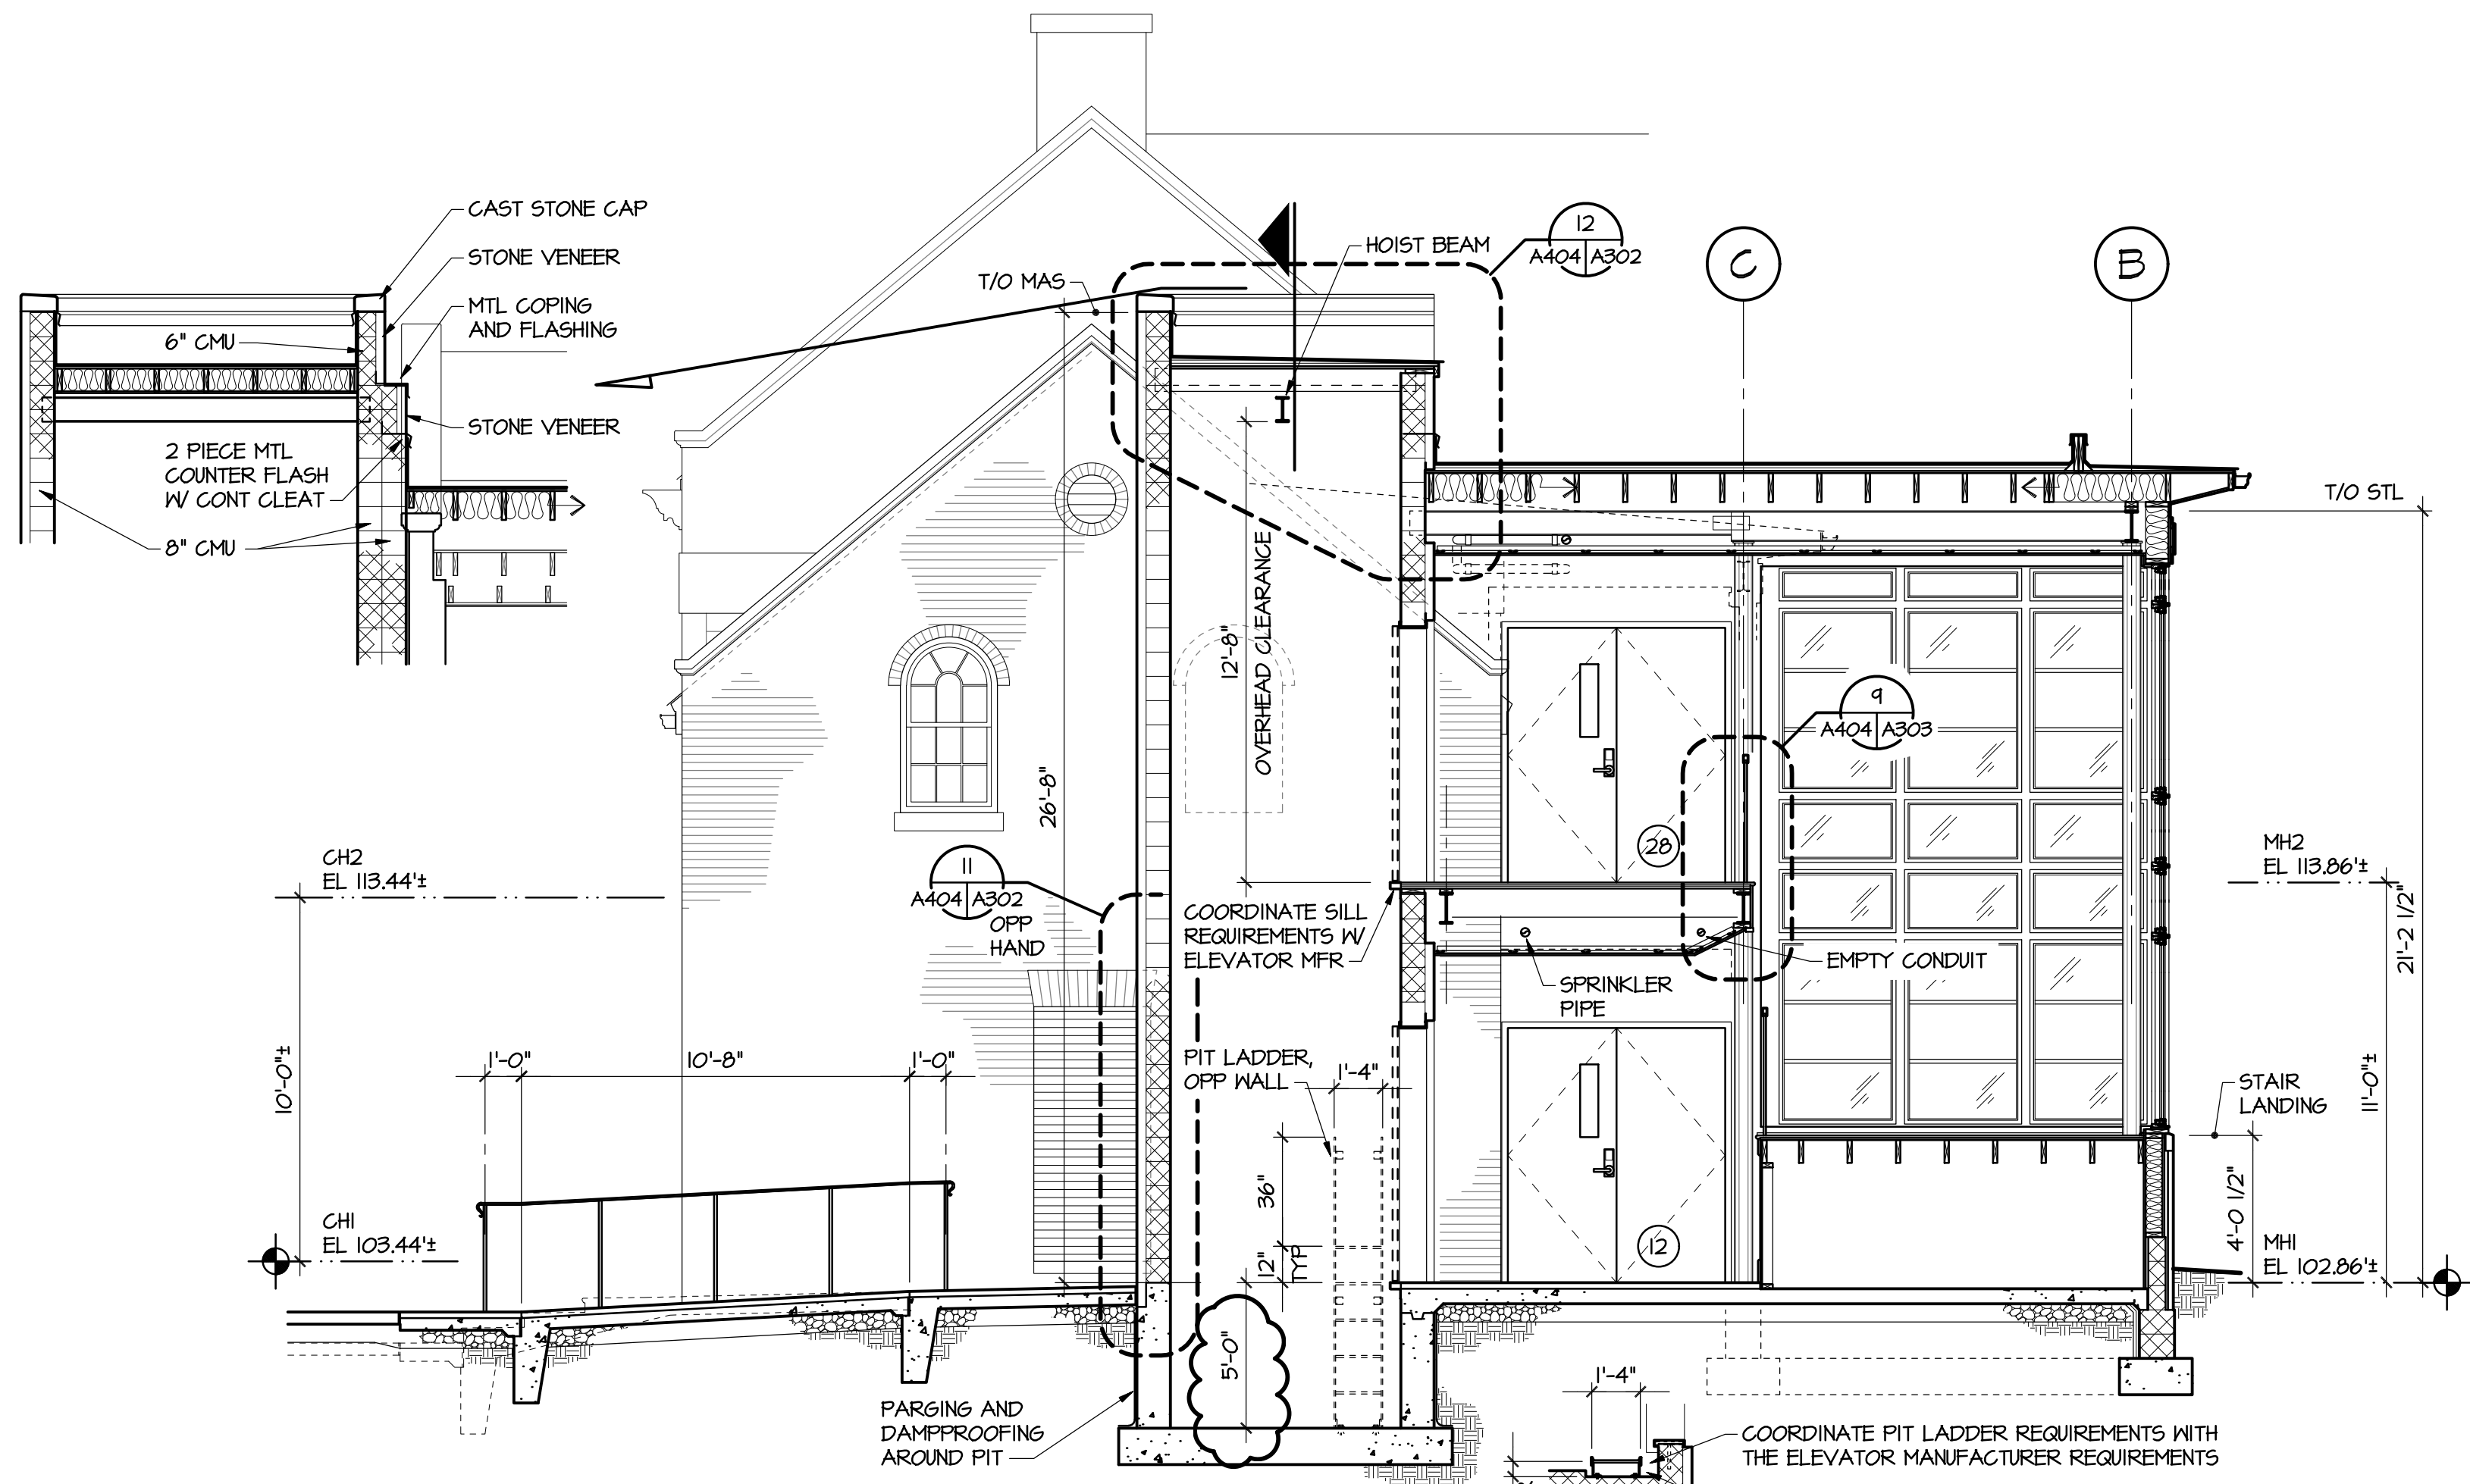 CAST STONE CAP
STONE VENEER
MTL COPING
AND FLASHING
6" CMU
STONE VENEER
2 PIECE MTL
COUNTER FLASH
W/ CONT CLEAT
8" CMU
T/O MAS
HOIST BEAM
12
A404 A302
C
B
T/O STL
12'-8"
OVERHEAD CLEARANCE
26'-8"
9
A404 A303
28
CH2
EL 113.44'±
11
A404 A302
OPP
HAND
COORDINATE SILL
REQUIREMENTS W/
ELEVATOR MFR
SPRINKLER
PIPE
EMPTY CONDUIT
MH2
EL 113.86'±
21'-2 1/2"
10'-0"±
1'-0"
10'-8"
1'-0"
PIT LADDER,
OPP WALL
1'-4"
36"
12"
TYP
12
STAIR
LANDING
11'-0"±
4'-0 1/2"
CH1
EL 103.44'±
MH1
EL 102.86'±
5'-0"
PARGING AND
DAMPPROOFING
AROUND PIT
1'-4"
COORDINATE PIT LADDER REQUIREMENTS WITH
THE ELEVATOR MANUFACTURER REQUIREMENTS